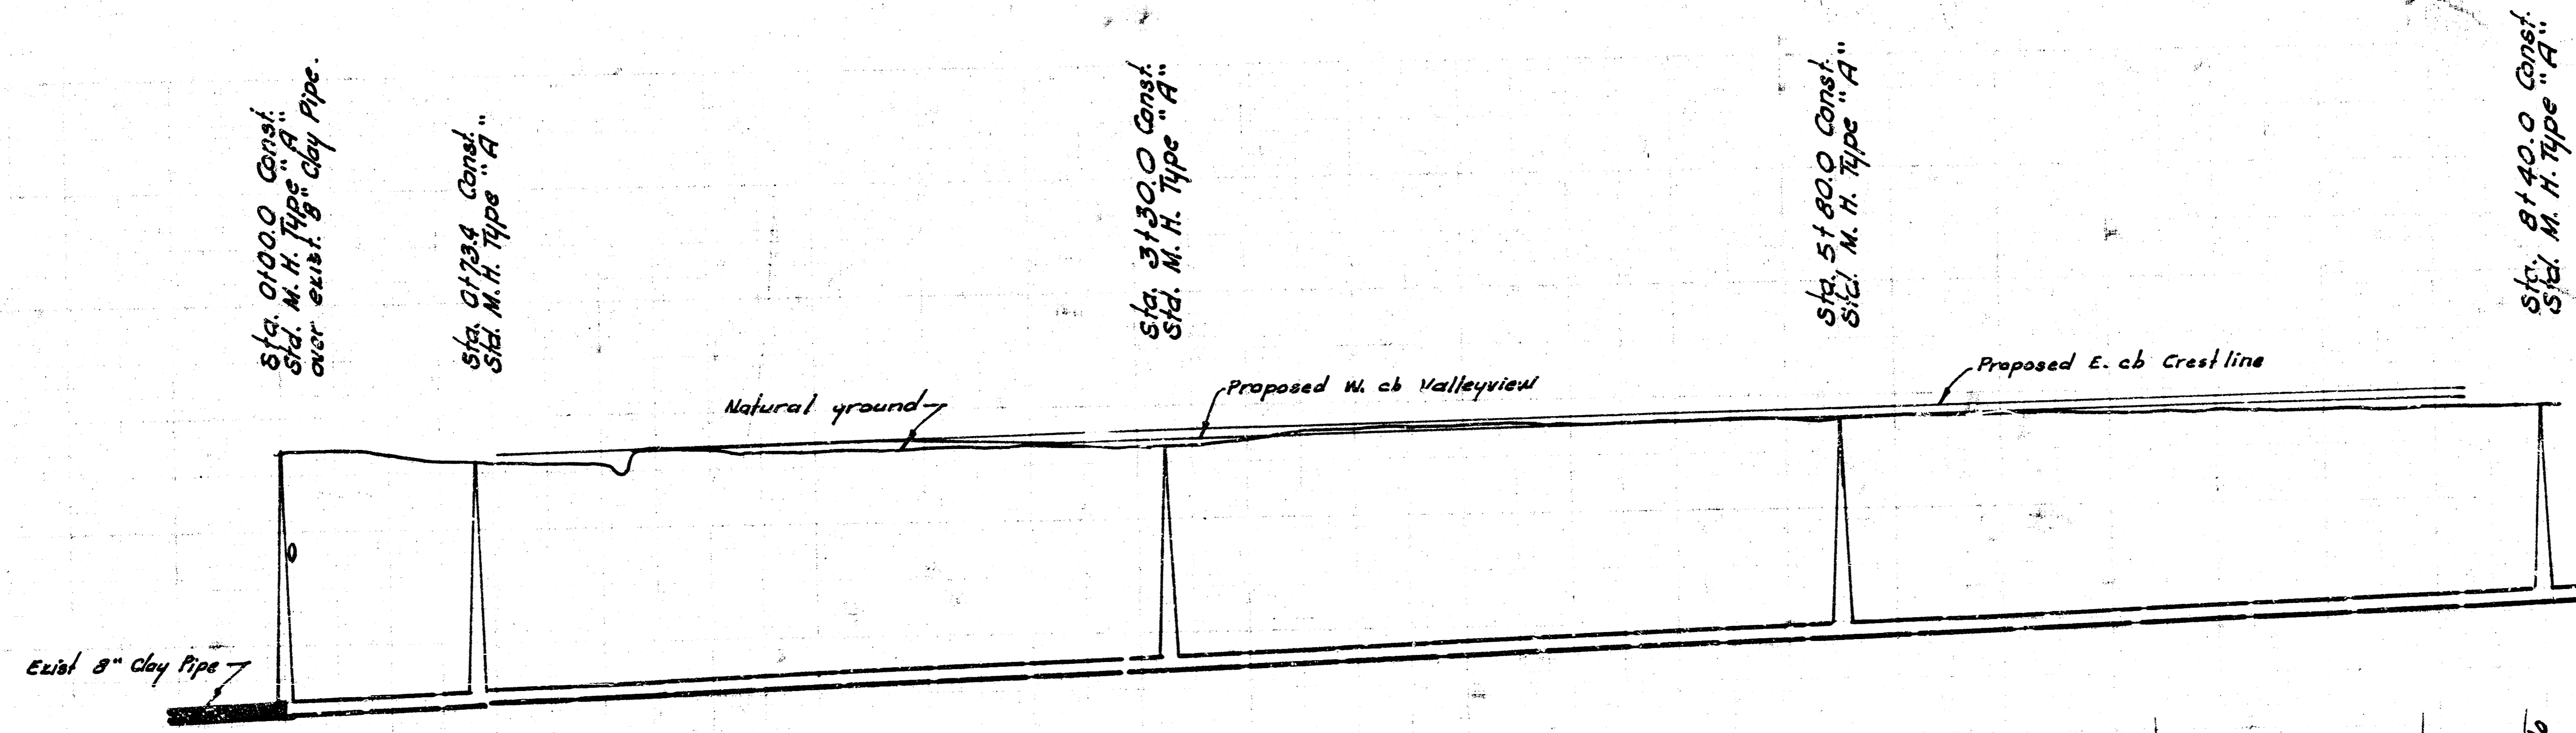 Sta. 0+00.0 Const.
Std. M. H. Type "A"
over exist. 8" Clay Pipe.
Sta. 0+73.4 Const.
Std. M. H. Type "A"
Sta. 3+30.0 Const.
Std. M. H. Type "A"
Sta. 5+80.0 Const.
Std. M. H. Type "A"
Sta. 8+40.0 Const.
Std. M. H. Type "A"
Natural ground
Proposed W. cb Valleyview
Proposed E. cb Crestline
Exist 8" Clay Pipe